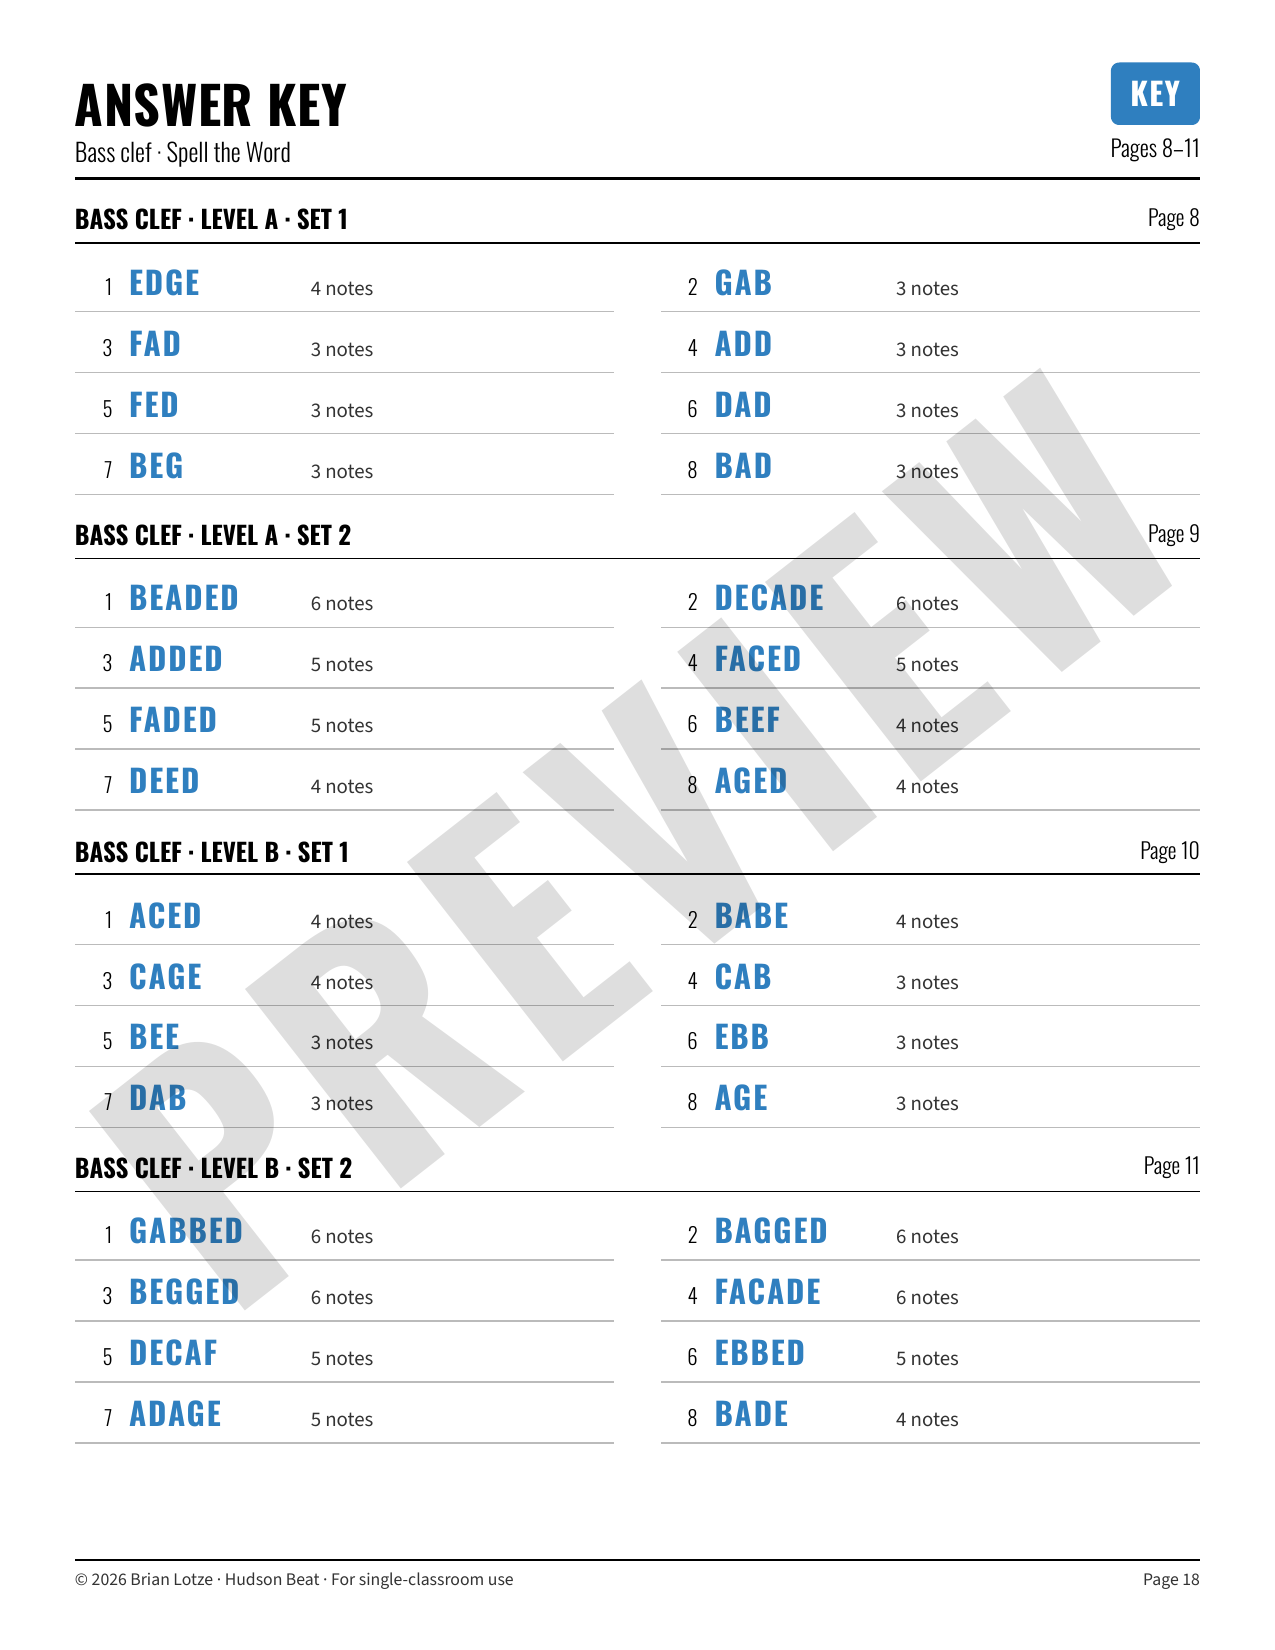 ANSWER KEY
KEY
Bass clef · Spell the Word
Pages 8–11
BASS CLEF · LEVEL A · SET 1 Page 8
1 EDGE 4 notes 2 GAB 3 notes
3 FAD 3 notes 4 ADD 3 notes
5 FED 3 notes 6 DAD 3 notes
7 BEG 3 notes 8 BAD 3 notes
BASS CLEF · LEVEL A · SET 2 Page 9
1 BEADED 6 notes 2 DECADE 6 notes
3 ADDED 5 notes 4 FACED 5 notes
5 FADED 5 notes 6 BEEF 4 notes
7 DEED 4 notes 8 AGED 4 notes
BASS CLEF · LEVEL B · SET 1 Page 10
1 ACED 4 notes 2 BABE 4 notes
3 CAGE 4 notes 4 CAB 3 notes
5 BEE 3 notes 6 EBB 3 notes
7 DAB 3 notes 8 AGE 3 notes
BASS CLEF · LEVEL B · SET 2 Page 11
1 GABBED 6 notes 2 BAGGED 6 notes
3 BEGGED 6 notes 4 FACADE 6 notes
5 DECAF 5 notes 6 EBBED 5 notes
7 ADAGE 5 notes 8 BADE 4 notes
PREVIEW
© 2026 Brian Lotze · Hudson Beat · For single-classroom use Page 18